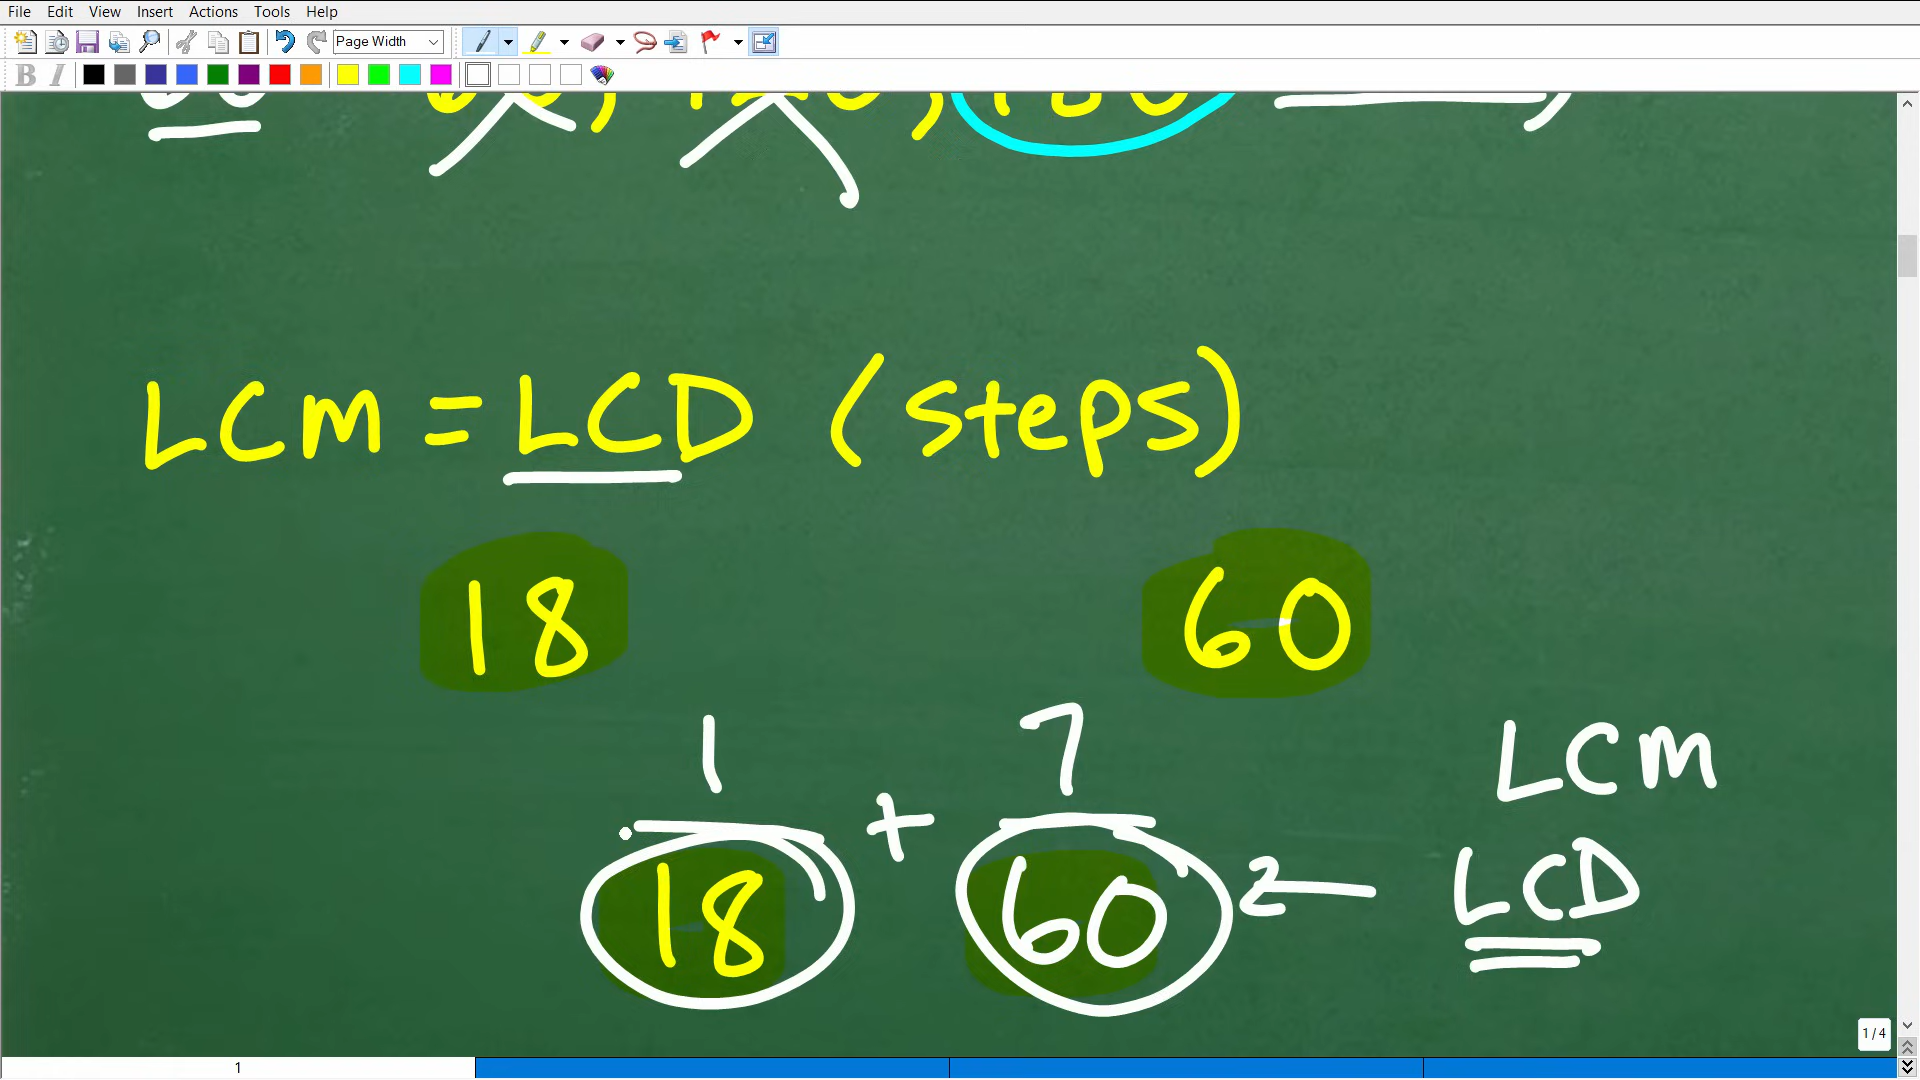 File Edit View Insert Actions Tools Help
Page Width
B I
180
LCm = LCD (steps)
18 60
1 + 7 LCM
18 60 LCD
1 / 4
1